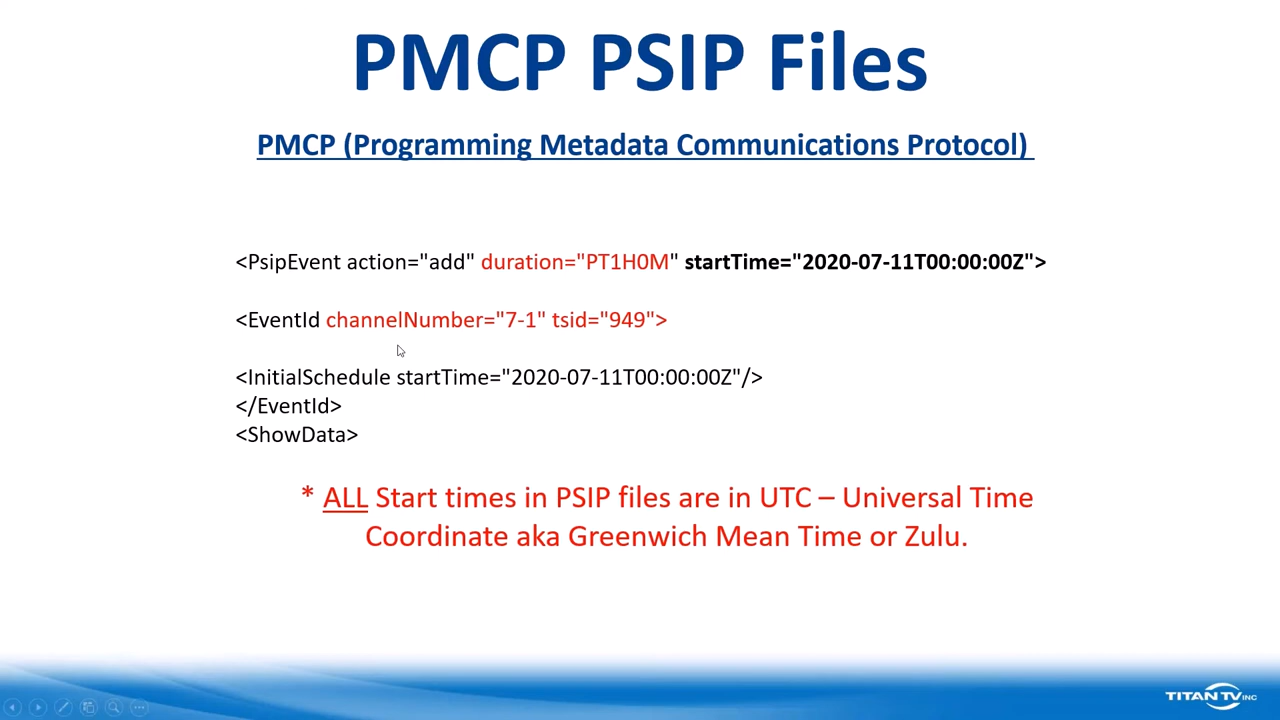 PMCP PSIP Files
PMCP (Programming Metadata Communications Protocol)
<PsipEvent action="add" duration="PT1H0M" startTime="2020-07-11T00:00:00Z">
<EventId channelNumber="7-1" tsid="949">
<InitialSchedule startTime="2020-07-11T00:00:00Z"/>
</EventId>
<ShowData>
* ALL Start times in PSIP files are in UTC – Universal Time
Coordinate aka Greenwich Mean Time or Zulu.
TITAN TV INC